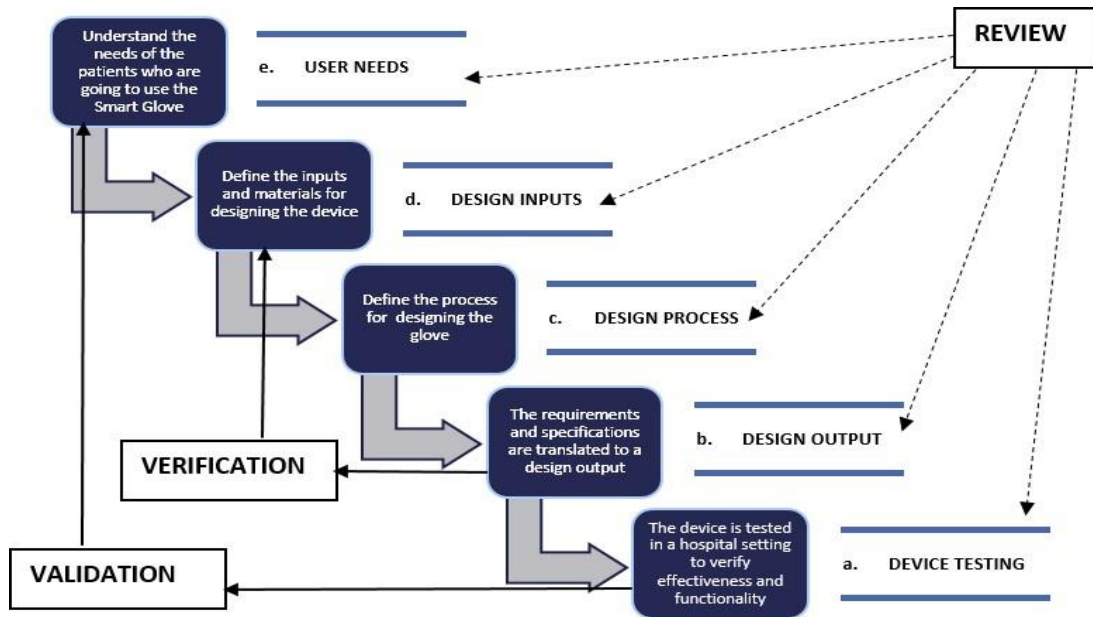 Understand the
needs of the
patients who are
going to use the
Smart Glove
e. USER NEEDS
REVIEW
Define the inputs
and materials for
designing the device
d. DESIGN INPUTS
Define the process
for designing the
glove
c. DESIGN PROCESS
The requirements
and specifications
are translated to a
design output
b. DESIGN OUTPUT
VERIFICATION
The device is tested
in a hospital setting
to verify
effectiveness and
functionality
a. DEVICE TESTING
VALIDATION